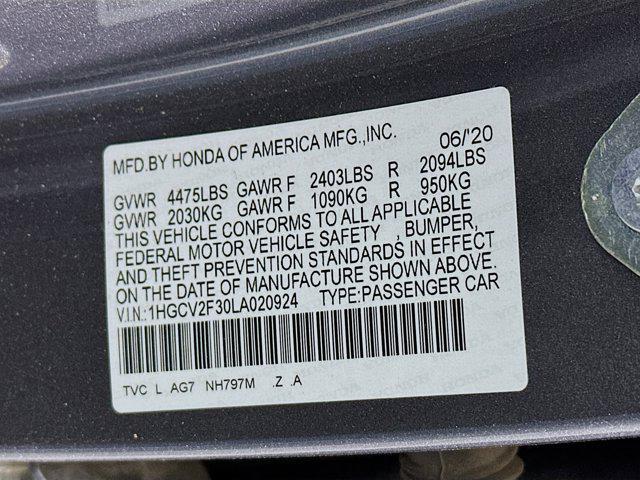 MFD.BY HONDA OF AMERICA MFG.,INC. 06/'20
GVWR 4475LBS GAWR F 2403LBS R 2094LBS
GVWR 2030KG GAWR F 1090KG R 950KG
THIS VEHICLE CONFORMS TO ALL APPLICABLE
FEDERAL MOTOR VEHICLE SAFETY , BUMPER,
AND THEFT PREVENTION STANDARDS IN EFFECT
ON THE DATE OF MANUFACTURE SHOWN ABOVE.
V.I.N.:1HGCV2F30LA020924 TYPE:PASSENGER CAR
TVC L AG7 NH797M .Z .A